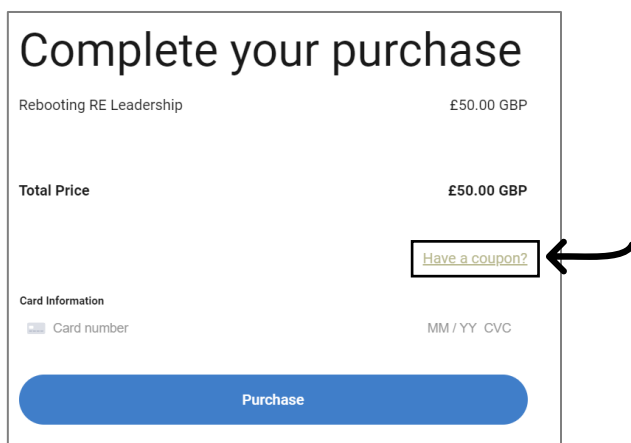 Complete your purchase
Rebooting RE Leadership £50.00 GBP
Total Price £50.00 GBP
Have a coupon?
Card Information
Card number MM / YY CVC
Purchase